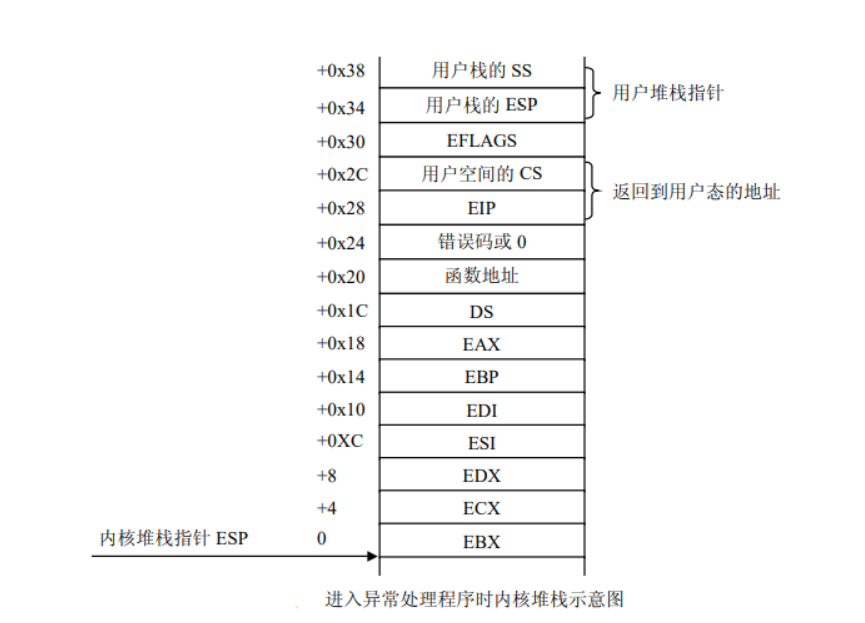 +0x38 用户栈的 SS
用户堆栈指针
+0x34 用户栈的 ESP
+0x30 EFLAGS
+0x2C 用户空间的 CS
返回到用户态的地址
+0x28 EIP
+0x24 错误码或 0
+0x20 函数地址
+0x1C DS
+0x18 EAX
+0x14 EBP
+0x10 EDI
+0XC ESI
+8 EDX
+4 ECX
内核堆栈指针 ESP 0 EBX
进入异常处理程序时内核堆栈示意图